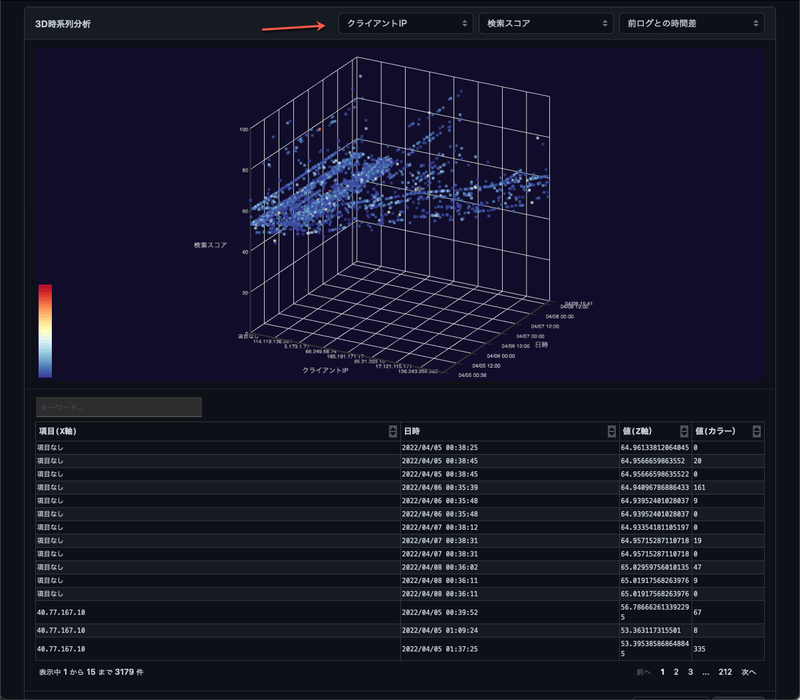 3D時系列分析 クライアントIP 検索スコア 前ログとの時間差
100
80
60
40
20
0
検索スコア
項目なし
114.119.136.251
5.173.1.77
66.249.68.74
185.191.171.17
66.21.203.10
17.121.115.171
138.243.255.200
クライアントIP
04/08 15:41
04/08 12:00
04/08 00:00
04/07 12:00
04/07 00:00
04/06 12:00
04/06 00:00
04/05 12:00
04/05 00:38
日時
キーワード...
項目(X軸) 日時 値(Z軸) 値(カラー)
項目なし 2022/04/05 00:38:25 64.96133812064045 0
項目なし 2022/04/05 00:38:45 64.9566659863552 20
項目なし 2022/04/05 00:38:45 64.95666598635522 0
項目なし 2022/04/06 00:35:39 64.94096786886433 161
項目なし 2022/04/06 00:35:48 64.93952401028037 9
項目なし 2022/04/06 00:35:48 64.93952401028037 0
項目なし 2022/04/07 00:38:12 64.93354181105197 0
項目なし 2022/04/07 00:38:31 64.95715287110718 19
項目なし 2022/04/07 00:38:31 64.95715287110718 0
項目なし 2022/04/08 00:36:02 65.02959756010135 47
項目なし 2022/04/08 00:36:11 65.01917568263976 9
項目なし 2022/04/08 00:36:11 65.01917568263976 0
40.77.167.10 2022/04/05 00:39:52 56.786662613392295 67
40.77.167.10 2022/04/05 01:09:24 53.363117315501 8
40.77.167.10 2022/04/05 01:37:25 53.395385868648845 335
表示中 1 から 15 まで 3179 件 前へ 1 2 3 ... 212 次へ